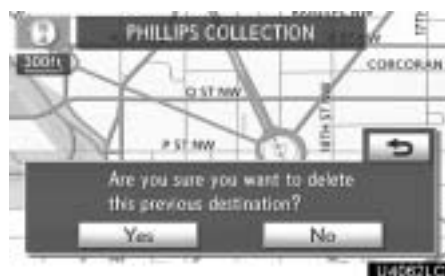 PHILLIPS COLLECTION
300ft
CORCORAN
Q ST NW
18TH ST
P ST NW
Are you sure you want to delete
this previous destination?
Yes
No